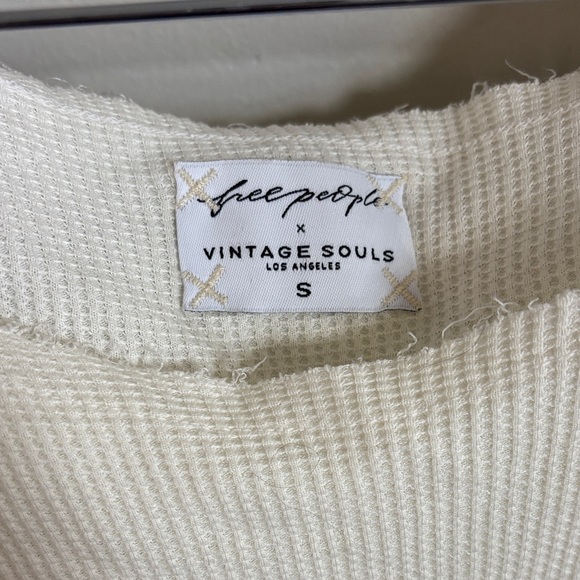 free people
x
VINTAGE SOULS
LOS ANGELES
S